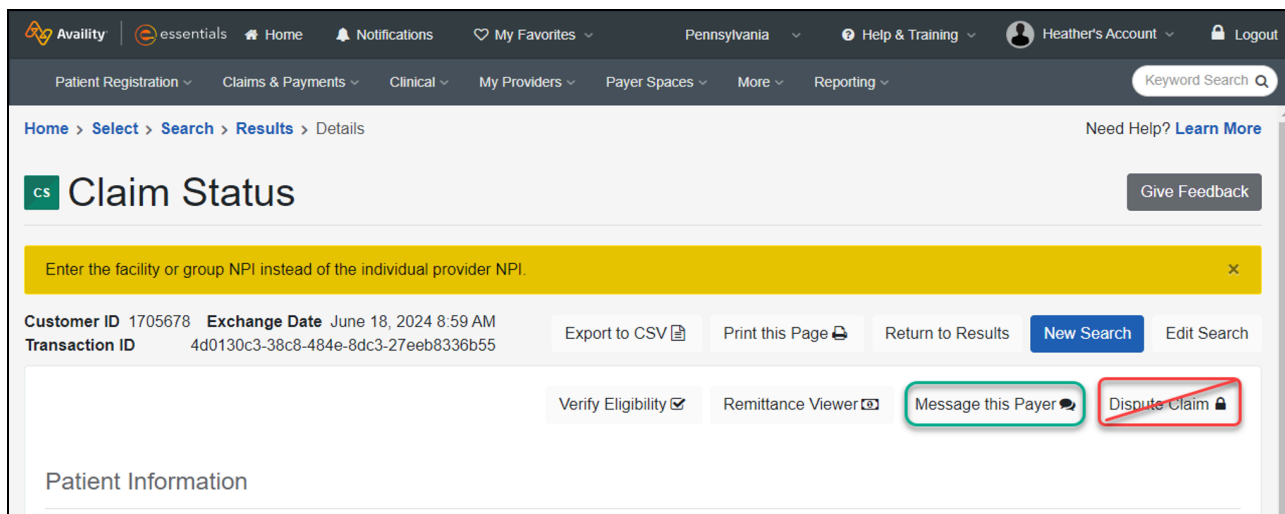 Availity essentials Home Notifications My Favorites Pennsylvania Help & Training Heather's Account Logout
Patient Registration Claims & Payments Clinical My Providers Payer Spaces More Reporting Keyword Search
Home > Select > Search > Results > Details Need Help? Learn More
CS Claim Status Give Feedback
Enter the facility or group NPI instead of the individual provider NPI. ×
Customer ID 1705678 Exchange Date June 18, 2024 8:59 AM
Transaction ID 4d0130c3-38c8-484e-8dc3-27eeb8336b55
Export to CSV Print this Page Return to Results New Search Edit Search
Verify Eligibility Remittance Viewer Message this Payer Dispute Claim
Patient Information